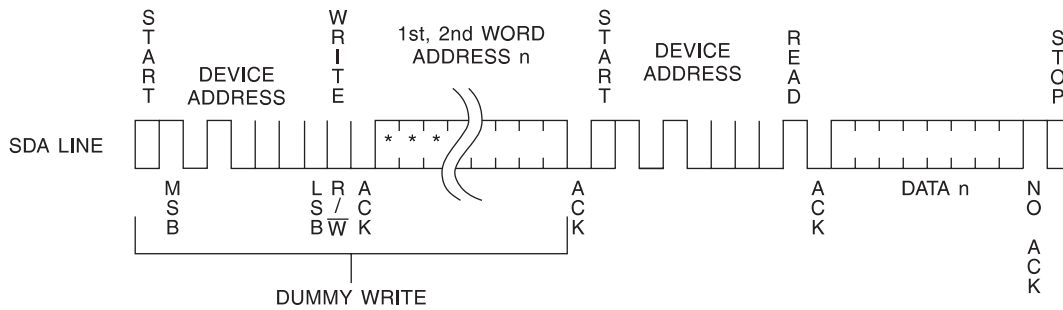 START
WRITE
1st, 2nd WORD
ADDRESS n
START
READ
STOP
DEVICE
ADDRESS
DEVICE
ADDRESS
SDA LINE
* * *
MSB
LSB
R/W
ACK
ACK
ACK
DATA n
NO ACK
DUMMY WRITE